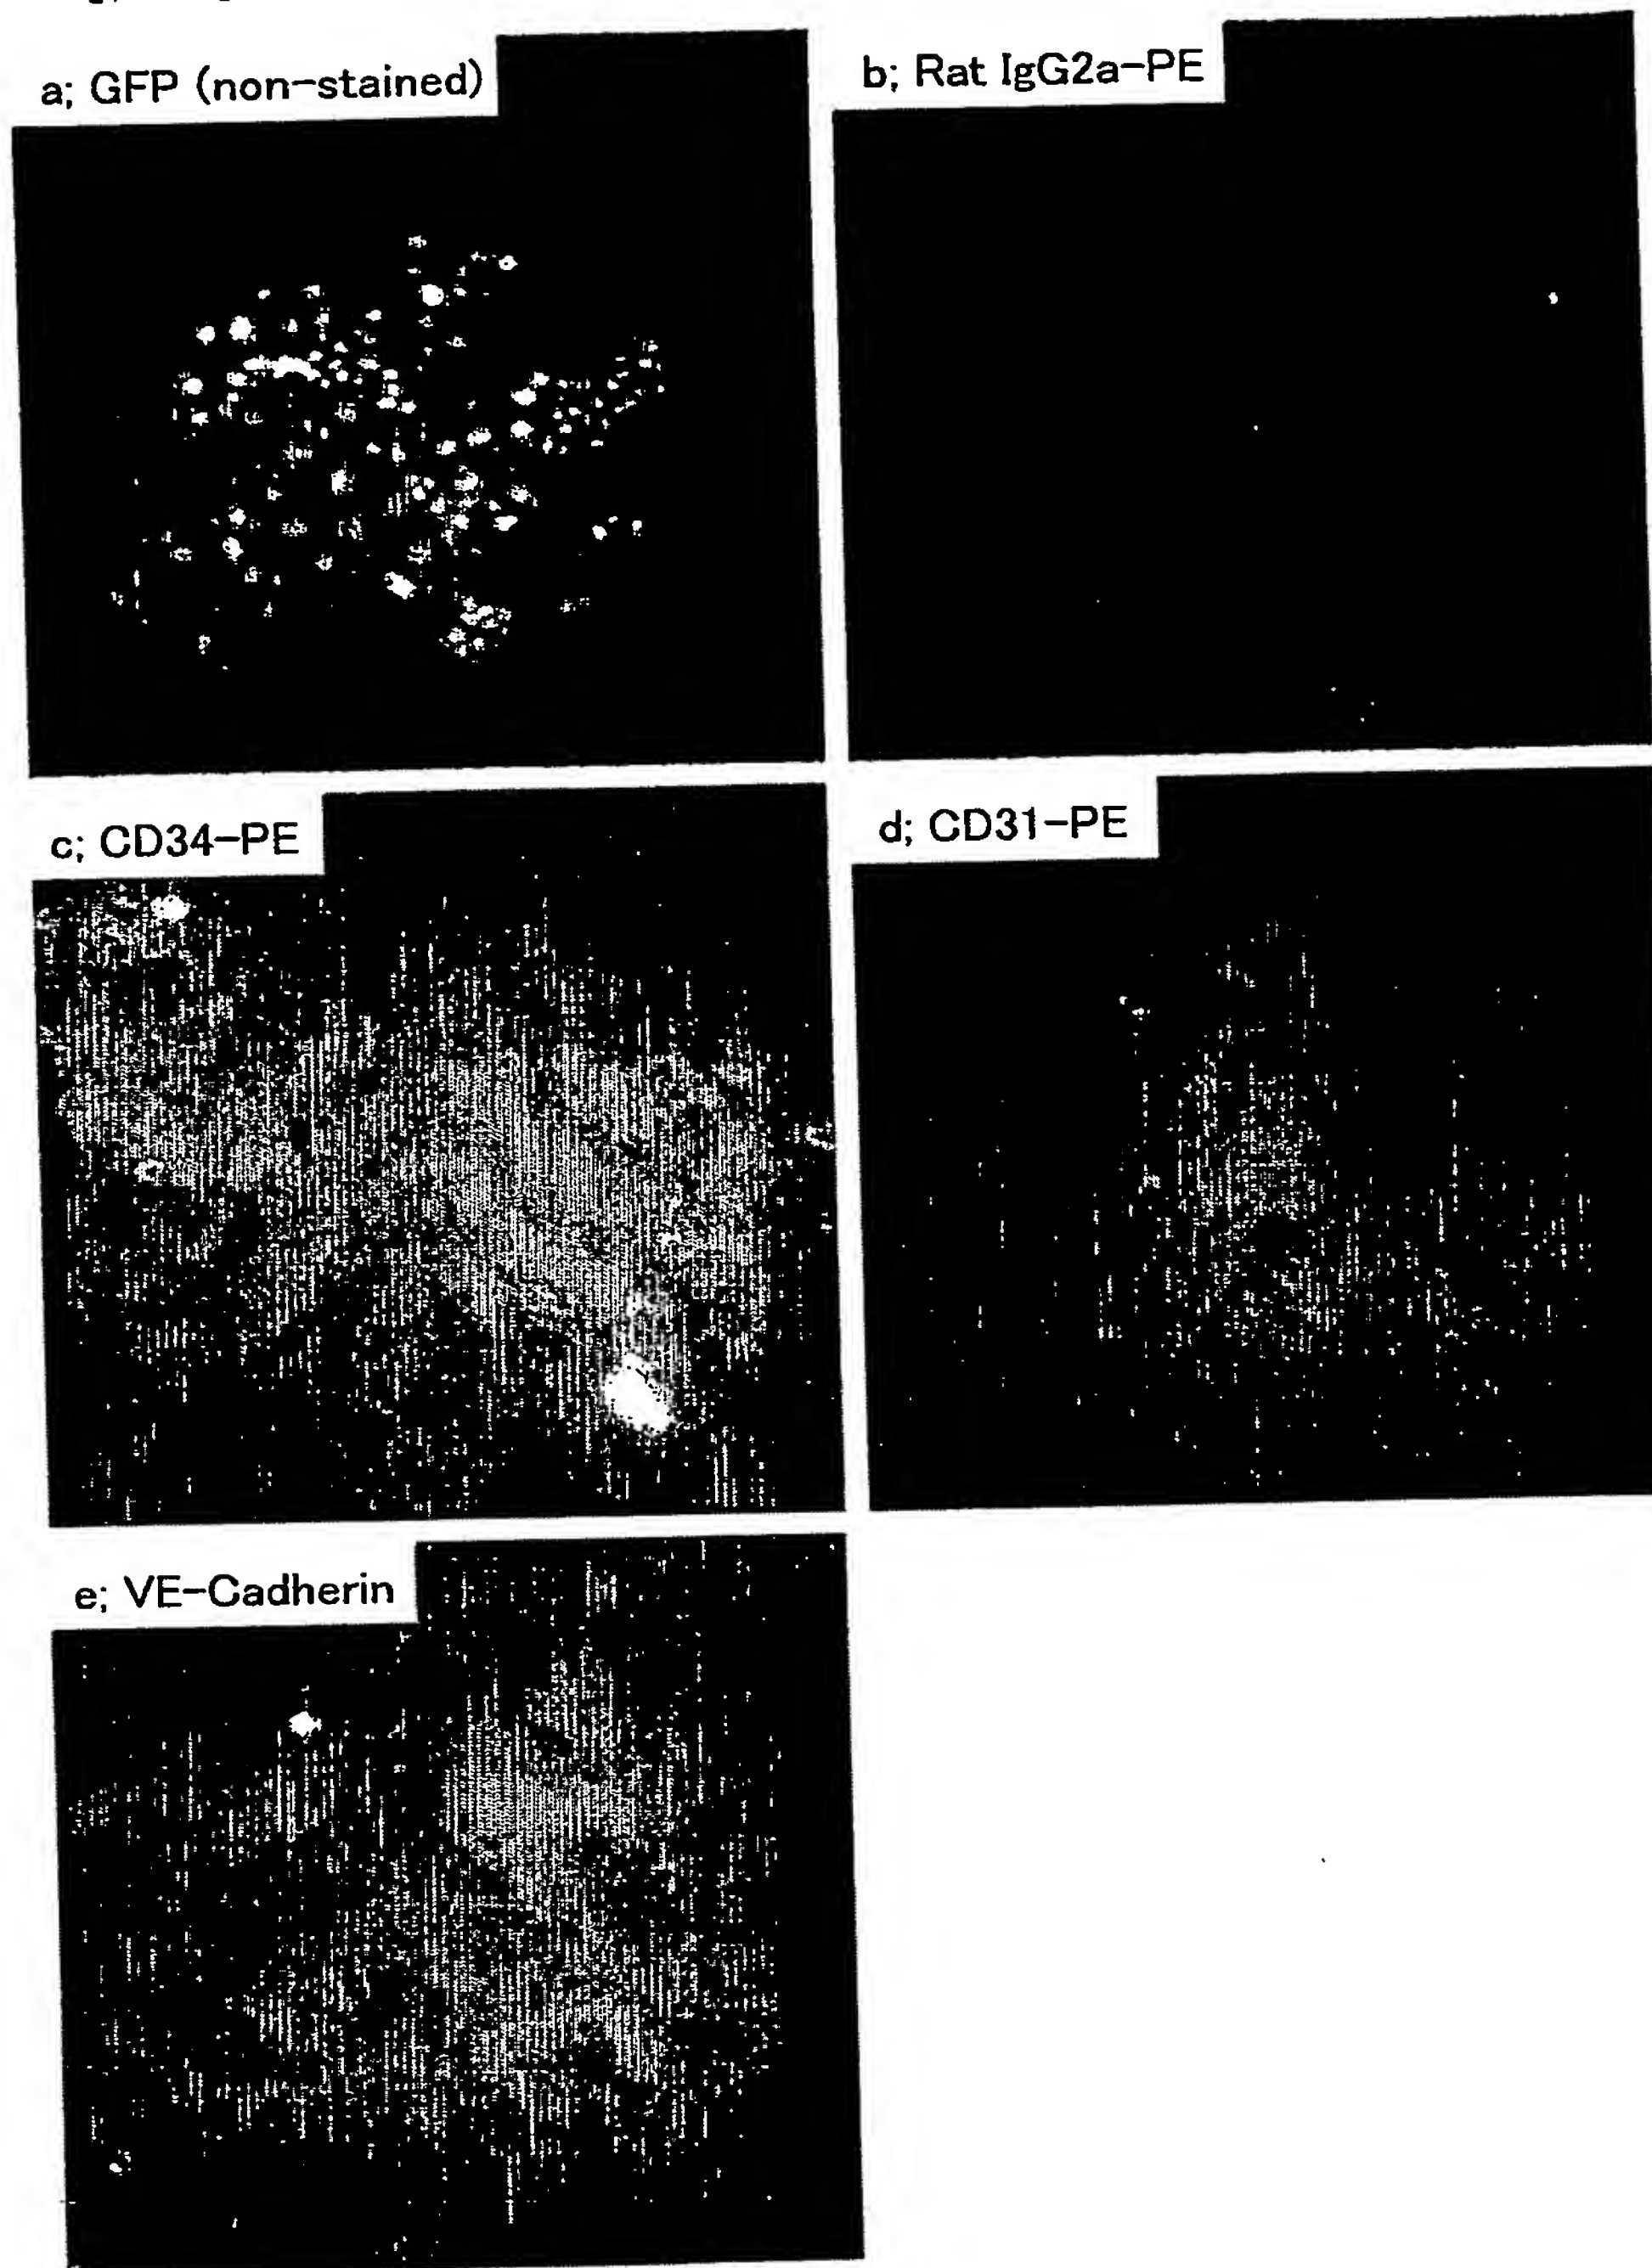 a; GFP (non-stained)
b; Rat IgG2a-PE
c; CD34-PE
d; CD31-PE
e; VE-Cadherin